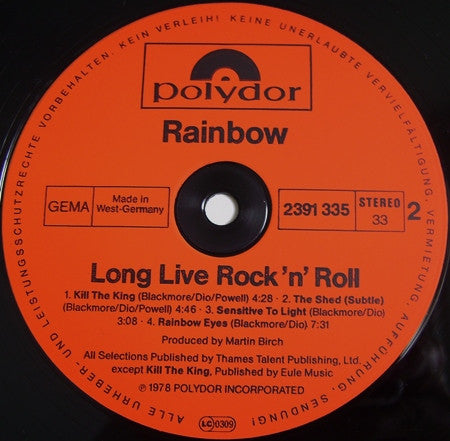 polydor
Rainbow
GEMA
Made in
West-Germany
2391 335
STEREO
33
2
Long Live Rock 'n' Roll
1. Kill The King (Blackmore/Dio/Powell) 4:28 · 2. The Shed (Subtle)
(Blackmore/Dio/Powell) 4:46 · 3. Sensitive To Light (Blackmore/Dio)
3:08 · 4. Rainbow Eyes (Blackmore/Dio) 7:31
Produced by Martin Birch
All Selections Published by Thames Talent Publishing, Ltd.
except Kill The King, Published by Eule Music
℗ 1978 POLYDOR INCORPORATED
LC 0309
ALLE URHEBER- UND LEISTUNGSSCHUTZRECHTE VORBEHALTEN. KEIN VERLEIH! KEINE UNERLAUBTE VERVIELFÄLTIGUNG, VERMIETUNG, AUFFÜHRUNG, SENDUNG!